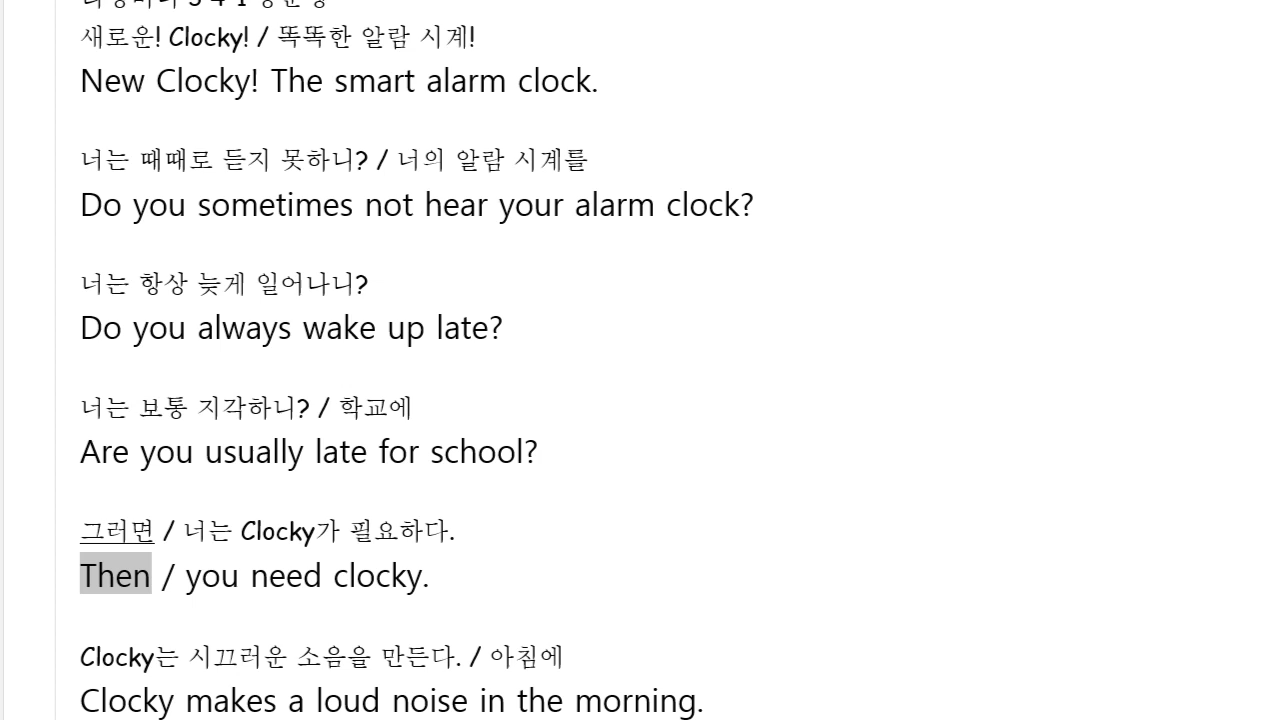 새로운! Clocky! / 똑똑한 알람 시계!
New Clocky! The smart alarm clock.
너는 때때로 듣지 못하니? / 너의 알람 시계를
Do you sometimes not hear your alarm clock?
너는 항상 늦게 일어나니?
Do you always wake up late?
너는 보통 지각하니? / 학교에
Are you usually late for school?
그러면 / 너는 Clocky가 필요하다.
Then / you need clocky.
Clocky는 시끄러운 소음을 만든다. / 아침에
Clocky makes a loud noise in the morning.